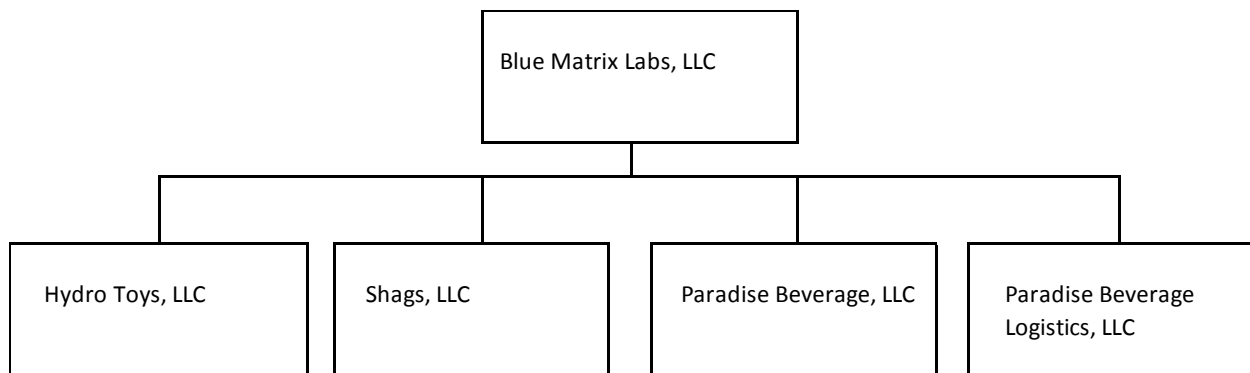 Blue Matrix Labs, LLC
Hydro Toys, LLC
Shags, LLC
Paradise Beverage, LLC
Paradise Beverage
Logistics, LLC